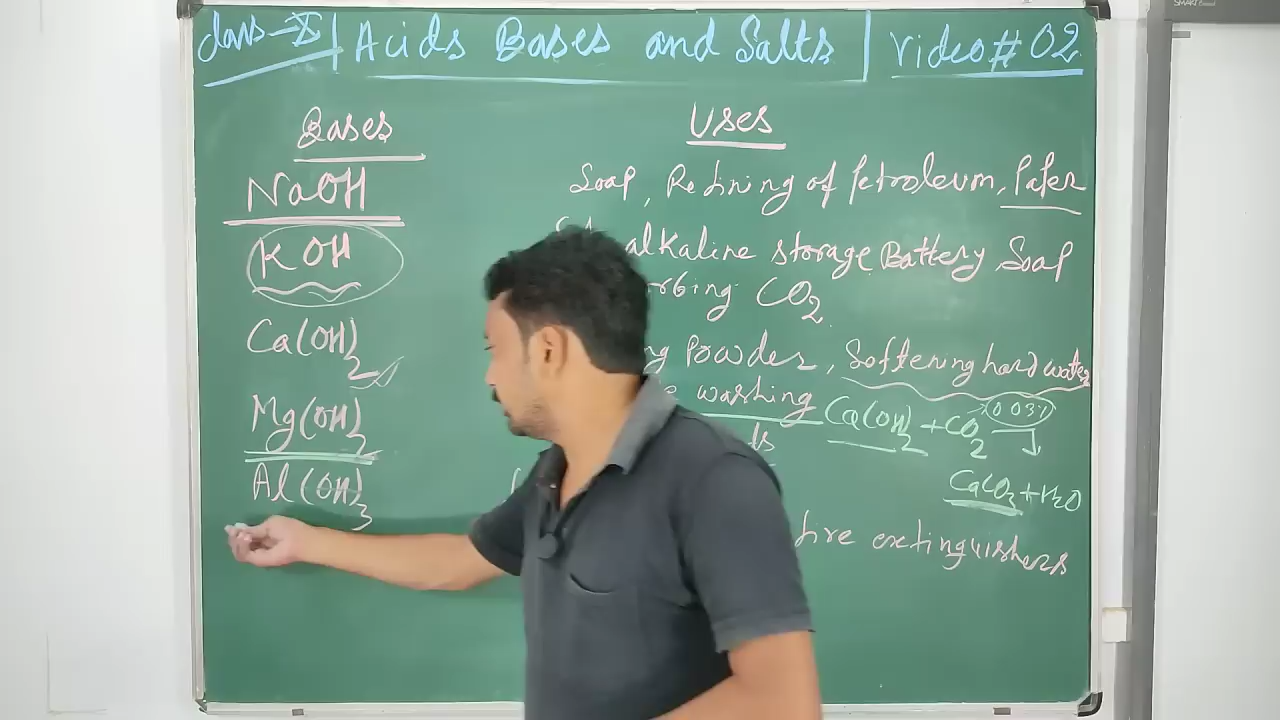 class-X | Acids Bases and Salts | Video# 02
Bases Uses
NaOH Soap, Refining of Petroleum, Paper
KOH alkaline storage Battery Soap
CO2
Ca(OH)2 Powder, Softening hard water
washing
Mg(OH)2 Ca(OH)2 + CO2 0.03%
Al(OH)3 CaCO3 + H2O
fire extinguishers